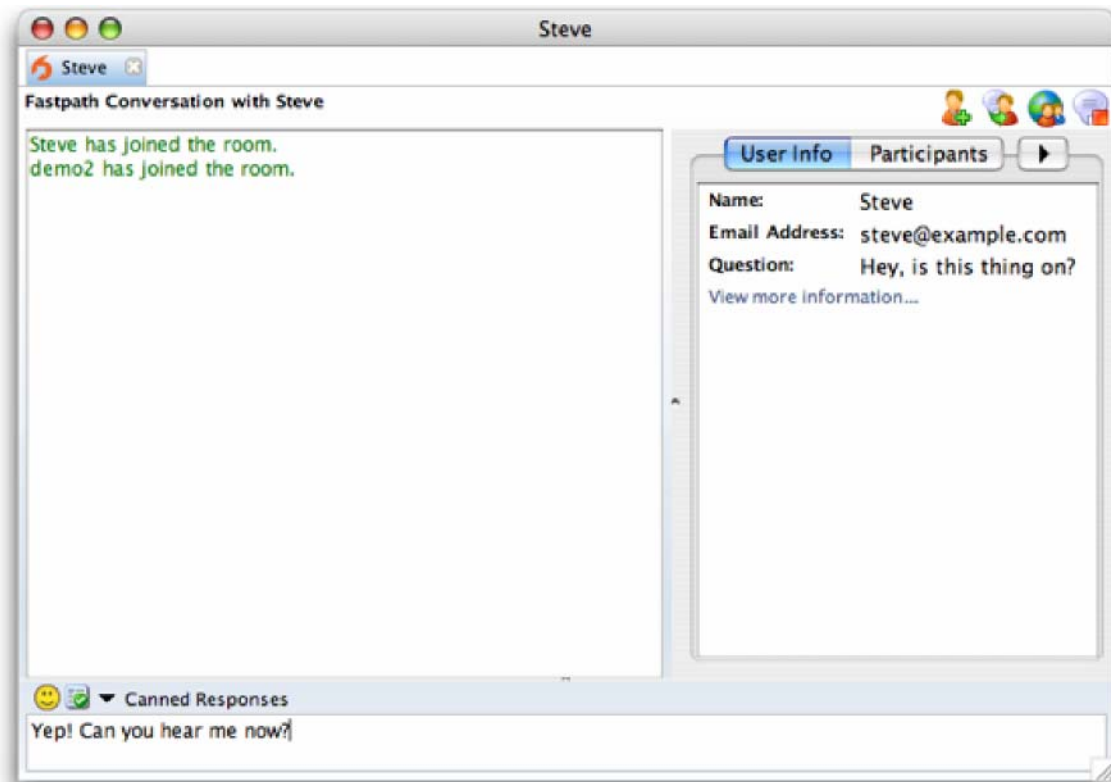 Steve
Steve
Fastpath Conversation with Steve
Steve has joined the room.
demo2 has joined the room.
User Info Participants
Name: Steve
Email Address: steve@example.com
Question: Hey, is this thing on?
View more information...
Canned Responses
Yep! Can you hear me now?